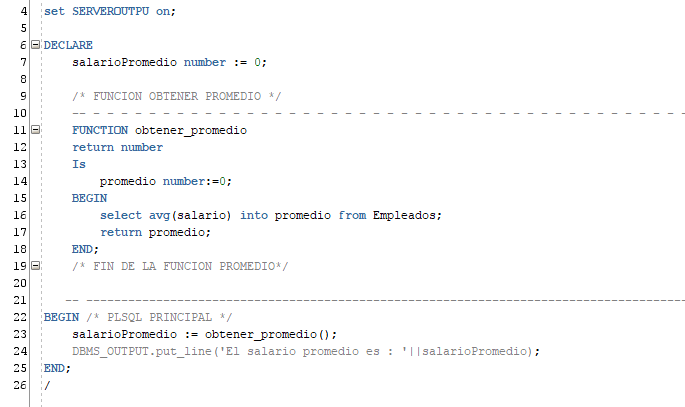 4 set SERVEROUTPU on;
5
6 DECLARE
7 salarioPromedio number := 0;
8
9 /* FUNCION OBTENER PROMEDIO */
10 -- - - - - - - - - - - - - - - - - - - - - - - - - - - - - - - - - - - - - - - - - -
11 FUNCTION obtener_promedio
12 return number
13 Is
14 promedio number:=0;
15 BEGIN
16 select avg(salario) into promedio from Empleados;
17 return promedio;
18 END;
19 /* FIN DE LA FUNCION PROMEDIO*/
20
21 -- --------------------------------------------------------------------------------------
22 BEGIN /* PLSQL PRINCIPAL */
23 salarioPromedio := obtener_promedio();
24 DBMS_OUTPUT.put_line('El salario promedio es : '||salarioPromedio);
25 END;
26 /